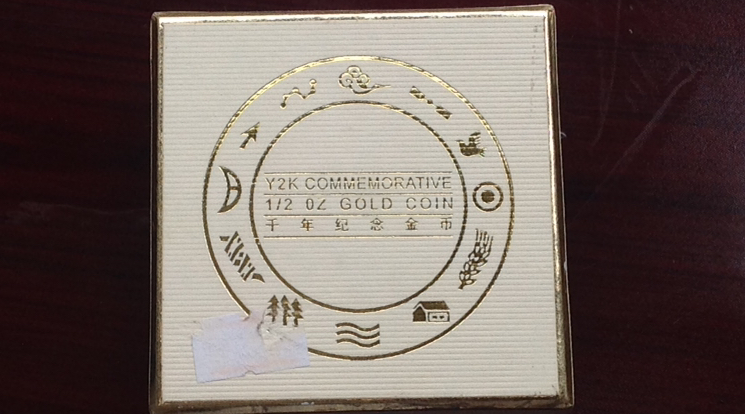 Y2K COMMEMORATIVE
1/2 OZ GOLD COIN
千年纪念金币